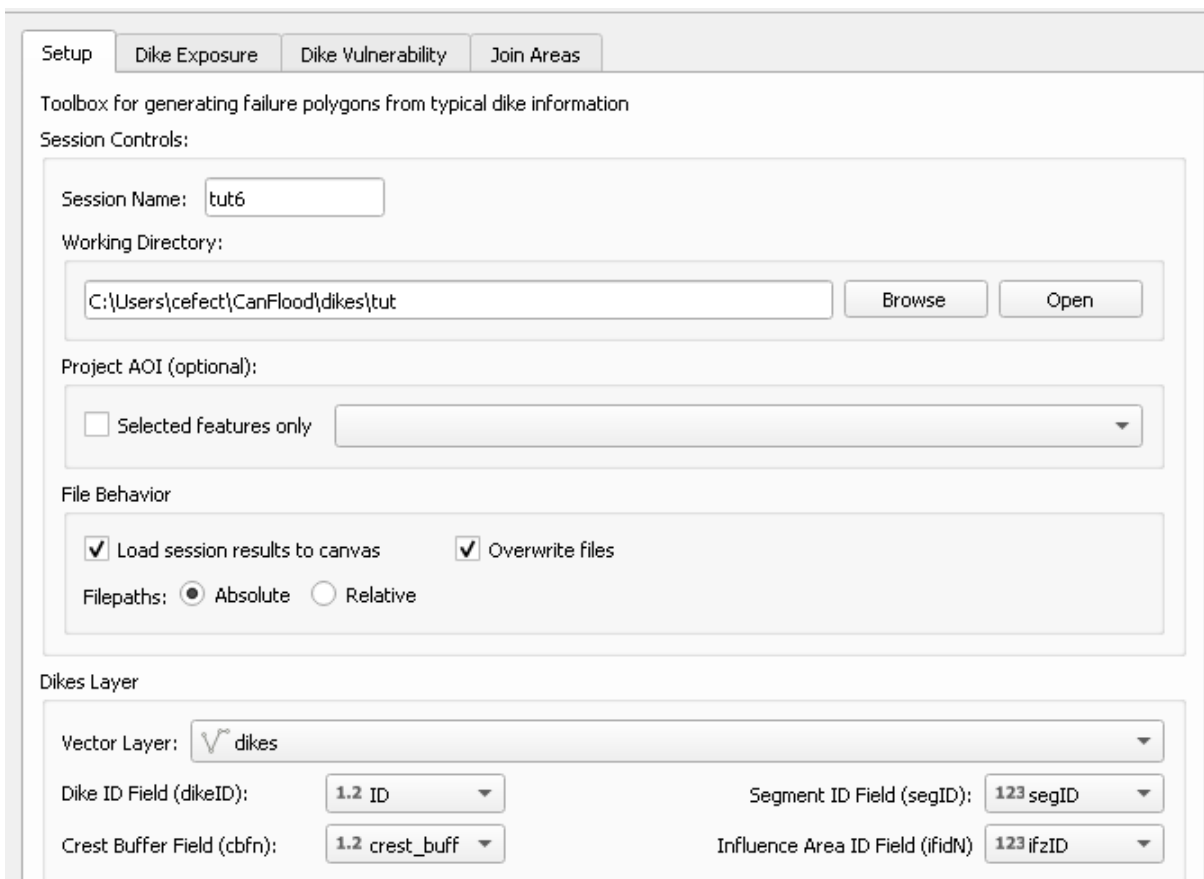 Setup Dike Exposure Dike Vulnerability Join Areas
Toolbox for generating failure polygons from typical dike information
Session Controls:
Session Name: tut6
Working Directory:
C:\Users\cefect\CanFlood\dikes\tut Browse Open
Project AOI (optional):
Selected features only
File Behavior
Load session results to canvas Overwrite files
Filepaths: Absolute Relative
Dikes Layer
Vector Layer: dikes
Dike ID Field (dikeID): 1.2 ID Segment ID Field (segID): 123 segID
Crest Buffer Field (cbfn): 1.2 crest_buff Influence Area ID Field (ifidN) 123 ifzID